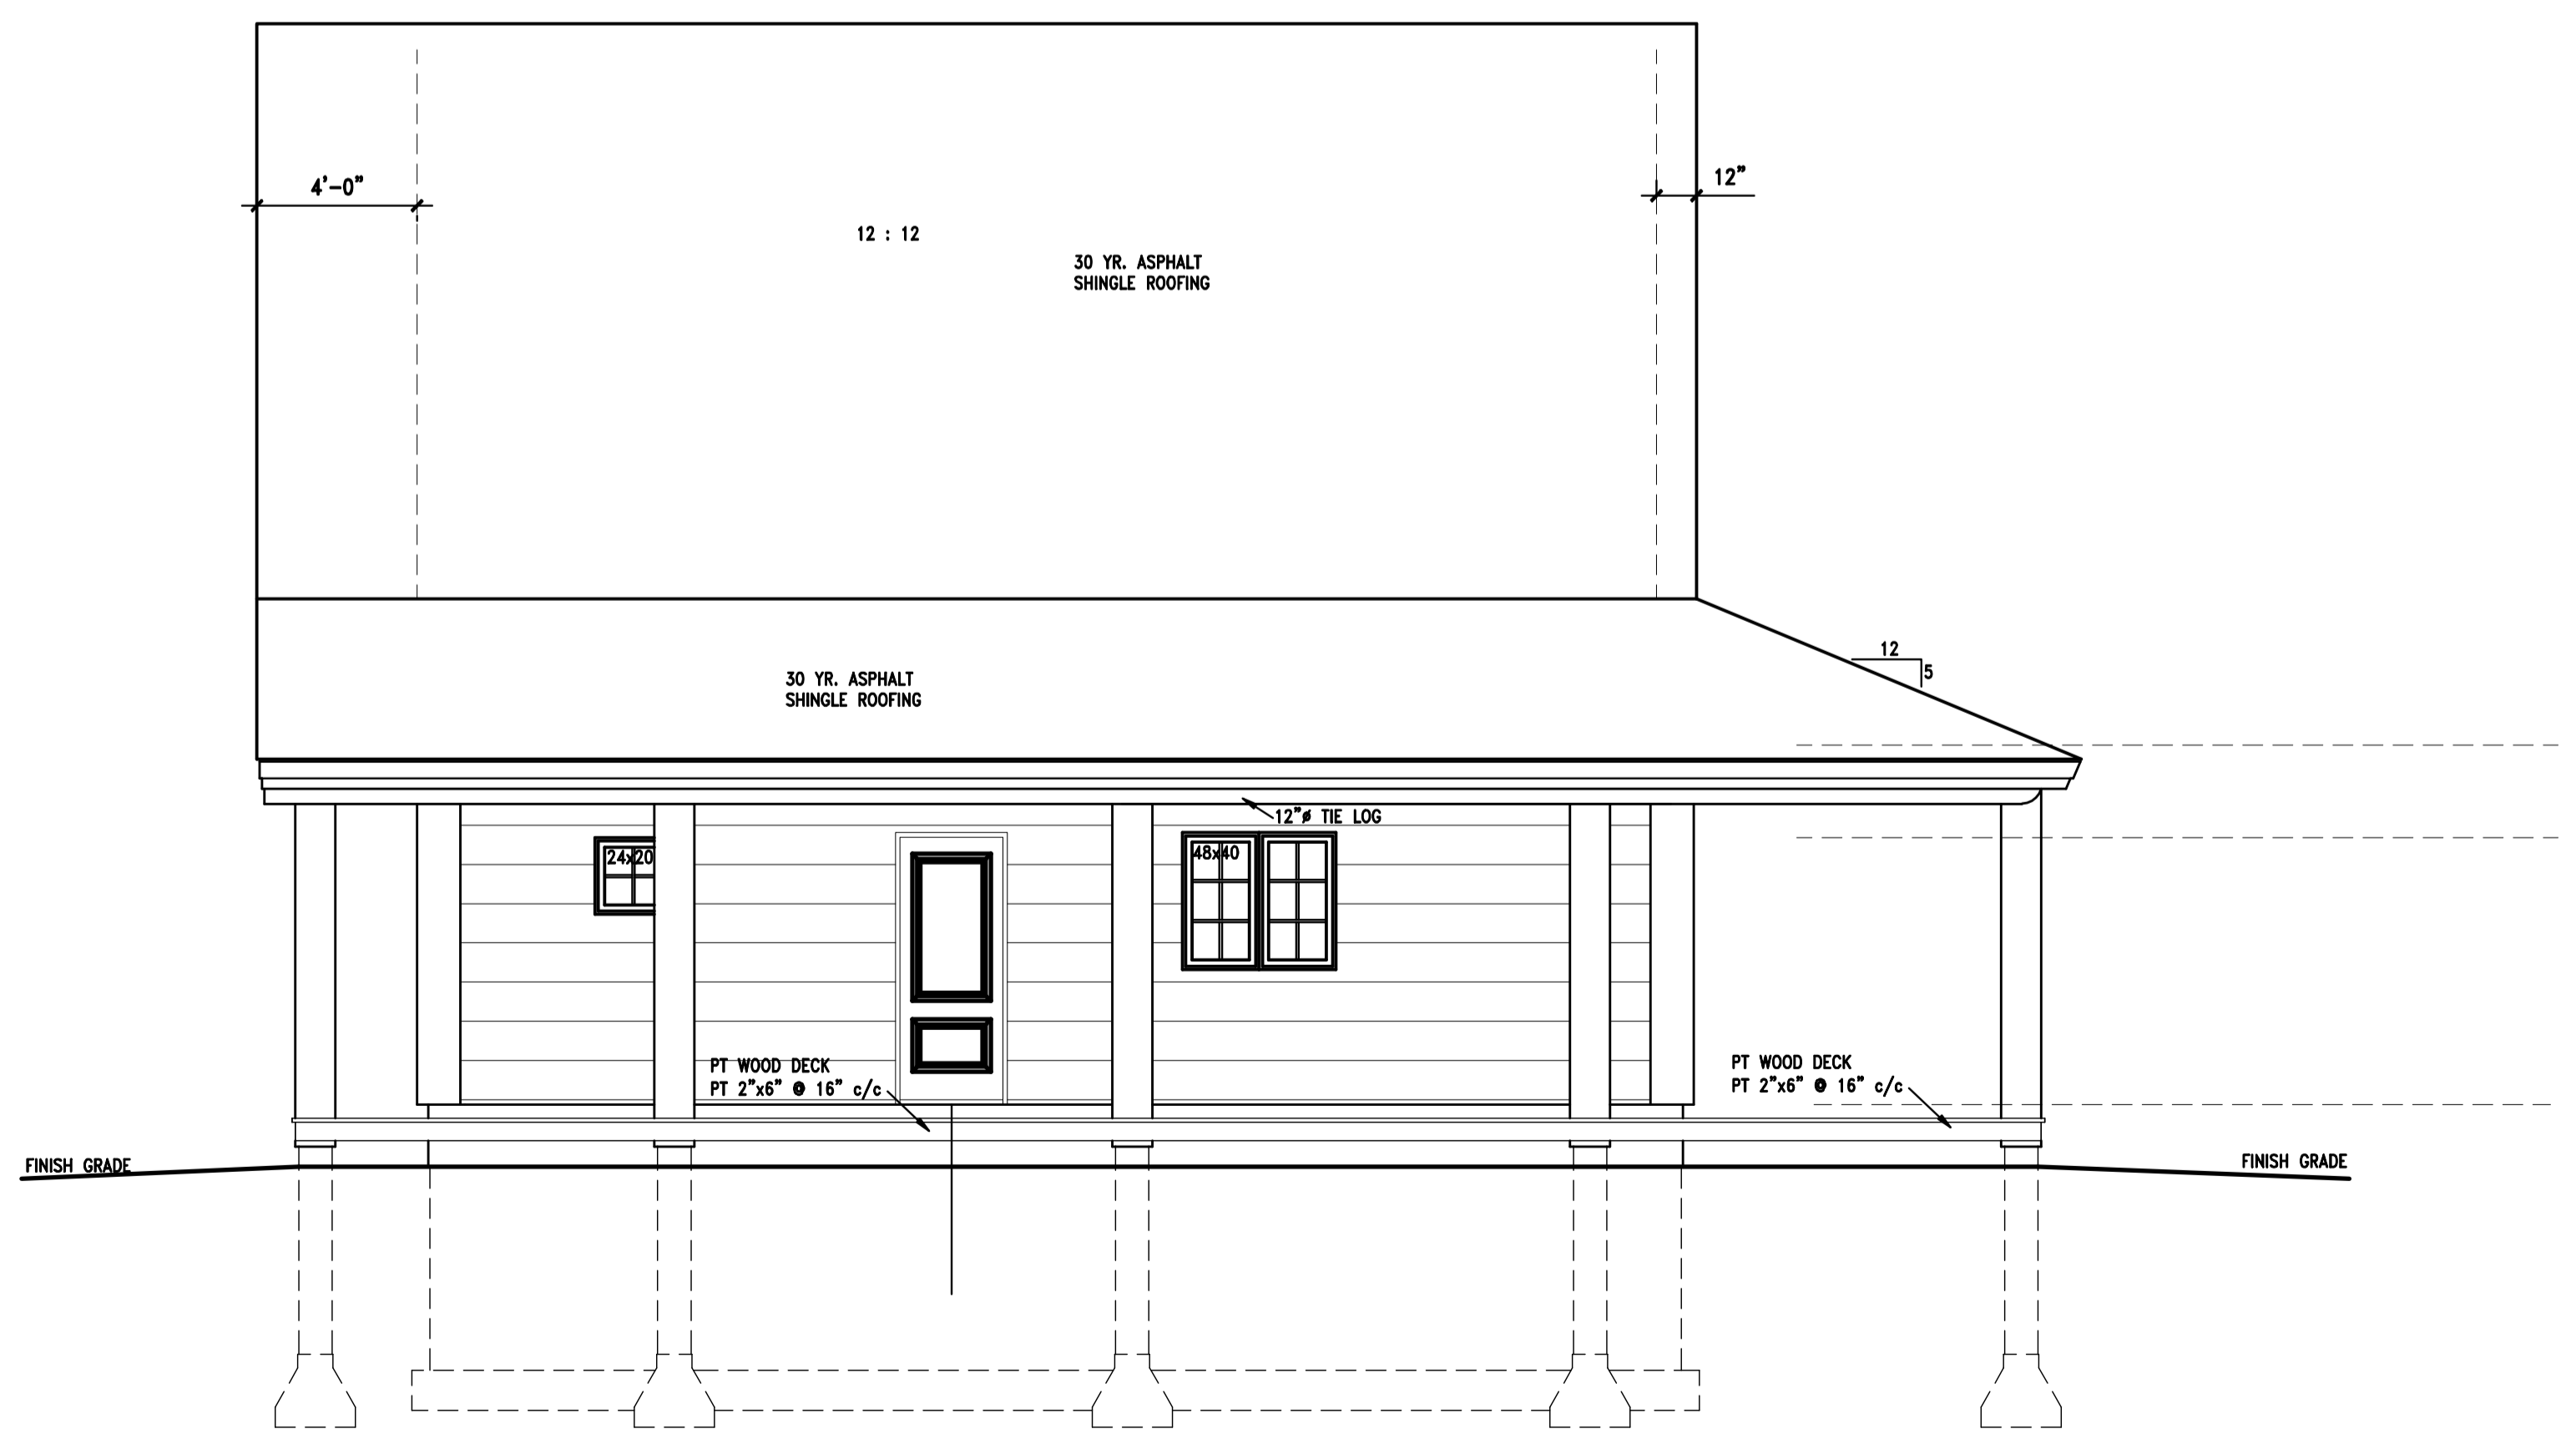 4'-0"
12"
12 : 12
30 YR. ASPHALT
SHINGLE ROOFING
12
5
30 YR. ASPHALT
SHINGLE ROOFING
12"ø TIE LOG
24x20
48x40
PT WOOD DECK
PT 2"x6" @ 16" c/c
PT WOOD DECK
PT 2"x6" @ 16" c/c
FINISH GRADE
FINISH GRADE